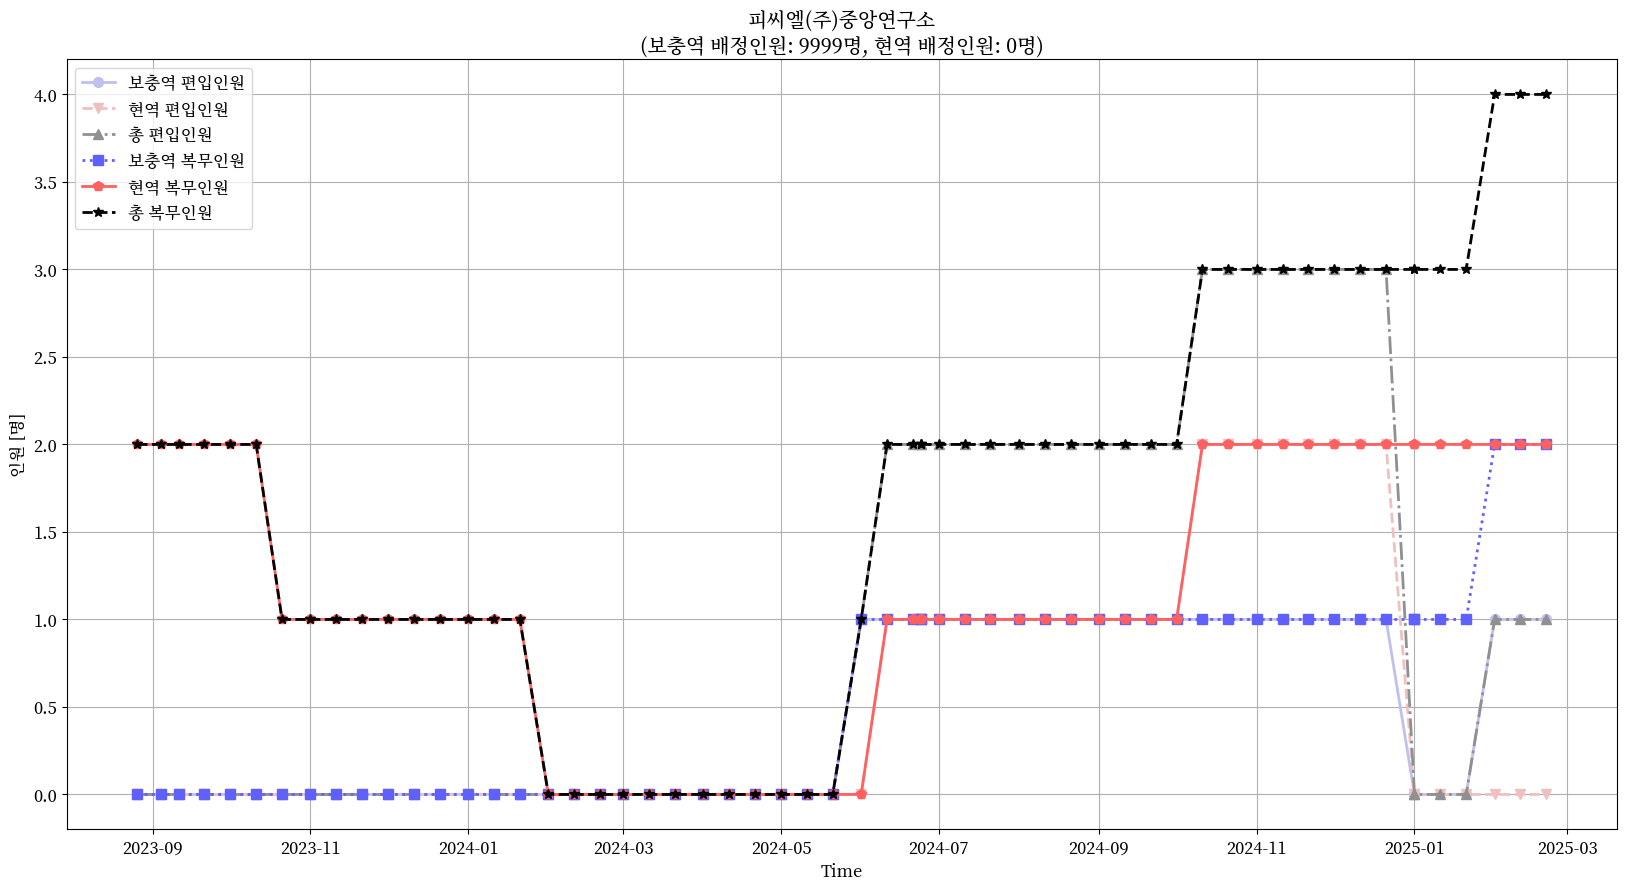 피씨엘(주)중앙연구소
(보충역 배정인원: 9999명, 현역 배정인원: 0명)
보충역 편입인원
현역 편입인원
총 편입인원
보충역 복무인원
현역 복무인원
총 복무인원
4.0
3.5
3.0
2.5
2.0
1.5
1.0
0.5
0.0
인원 [명]
2023-09
2023-11
2024-01
2024-03
2024-05
2024-07
2024-09
2024-11
2025-01
2025-03
Time